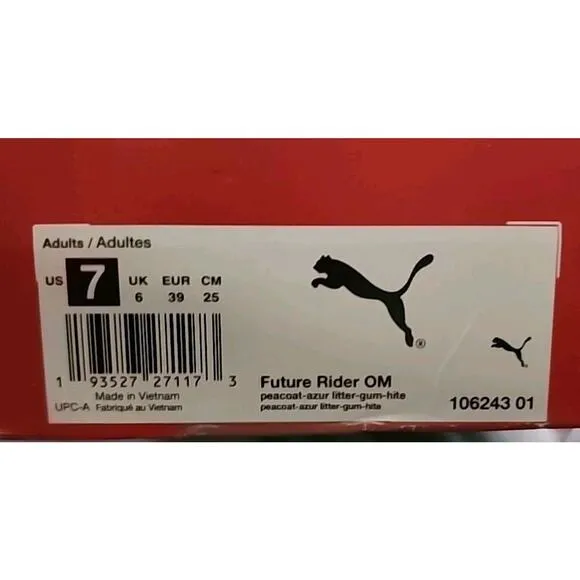 Adults / Adultes
US 7 UK EUR CM
6 39 25
1 93527 27117 3
Made in Vietnam
UPC-A Fabriqué au Vietnam
Future Rider OM
peacoat-azur litter-gum-hite
peacoat-azur litter-gum-hite
106243 01